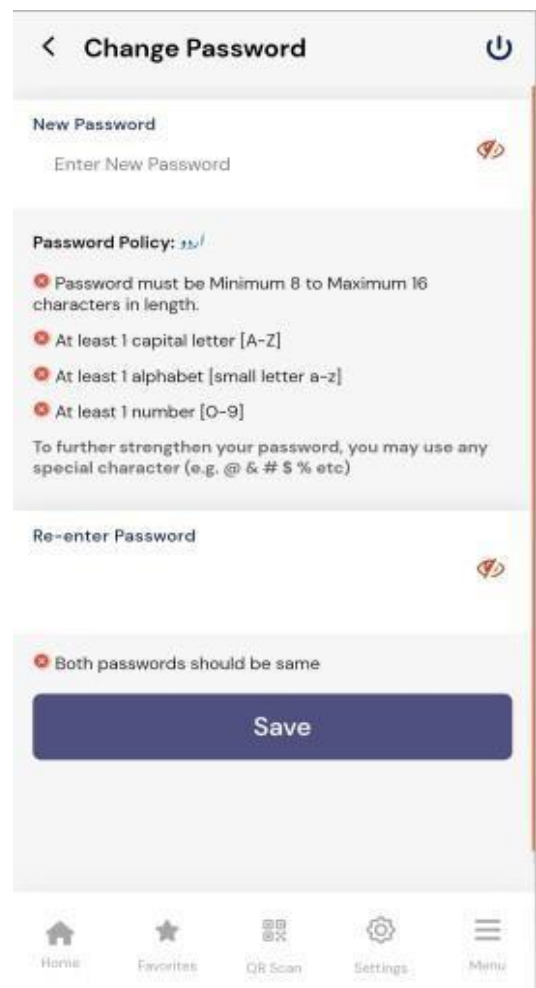 Change Password
New Password
Enter New Password
Password Policy: اردو
Password must be Minimum 8 to Maximum 16
characters in length.
At least 1 capital letter [A-Z]
At least 1 alphabet [small letter a-z]
At least 1 number [0-9]
To further strengthen your password, you may use any
special character (e.g. @ & # $ % etc)
Re-enter Password
Both passwords should be same
Save
Home Favorites QR Scan Settings Menu